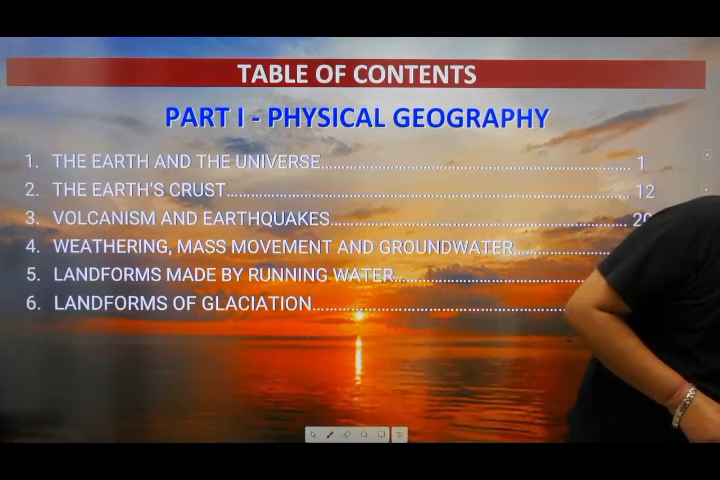 TABLE OF CONTENTS
PART I - PHYSICAL GEOGRAPHY
1. THE EARTH AND THE UNIVERSE.................................................................... 1
2. THE EARTH'S CRUST........................................................................................ 12
3. VOLCANISM AND EARTHQUAKES................................................................. 20
4. WEATHERING, MASS MOVEMENT AND GROUNDWATER.....................
5. LANDFORMS MADE BY RUNNING WATER..........................................
6. LANDFORMS OF GLACIATION.......................................................